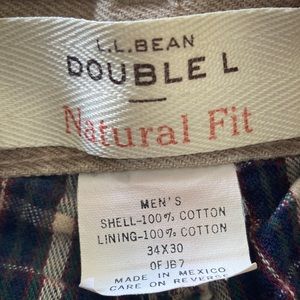 L.L.BEAN
DOUBLE L
Natural Fit
MEN'S
SHELL-100% COTTON
LINING-100% COTTON
34X30
0FJB7
MADE IN MEXICO
CARE ON REVERSE